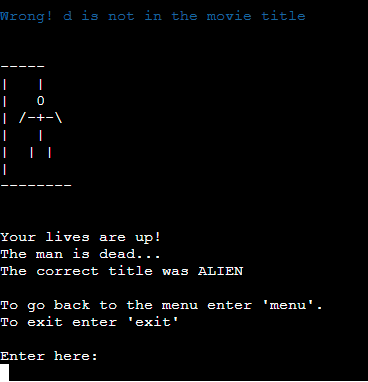 Wrong! d is not in the movie title
-----
|   |
|   O
| /-+-\
|   |
|  | |
|
--------
Your lives are up!
The man is dead...
The correct title was ALIEN
To go back to the menu enter 'menu'.
To exit enter 'exit'
Enter here: